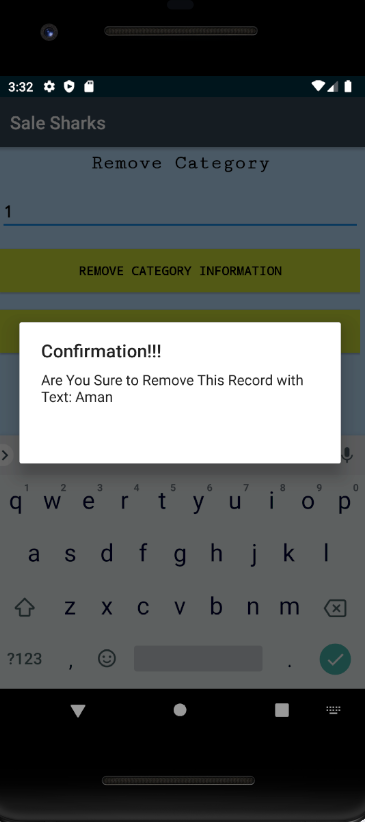 3:32
Sale Sharks
Remove Category
1
REMOVE CATEGORY INFORMATION
Confirmation!!!
Are You Sure to Remove This Record with
Text: Aman
1 2 3 4 5 6 7 8 9 0
q w e r t y u i o p
a s d f g h j k l
z x c v b n m
?123 , .